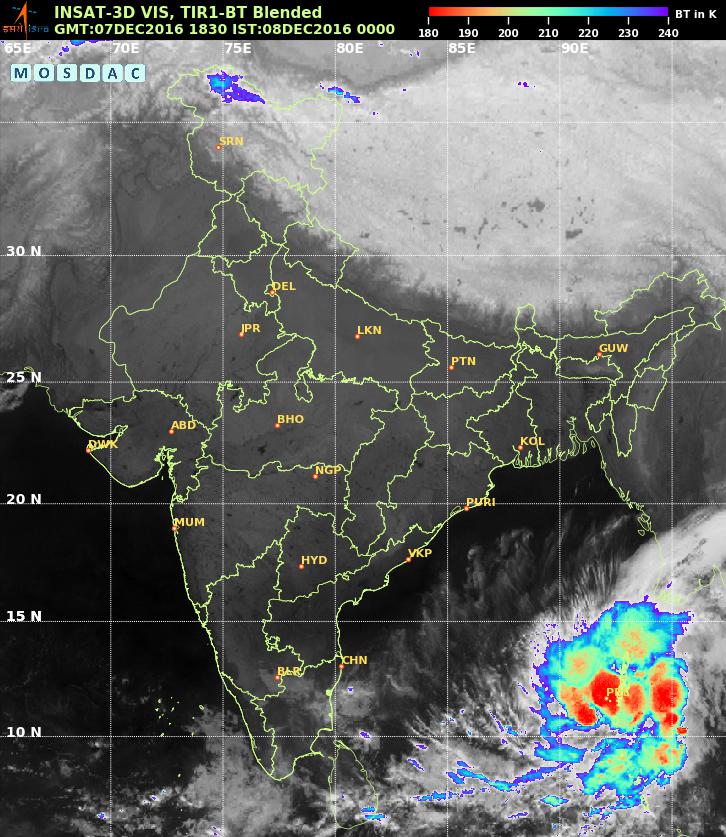 INSAT-3D VIS, TIR1-BT Blended
GMT:07DEC2016 1830 IST:08DEC2016 0000
BT in K
180 190 200 210 220 230 240
65E 70E 75E 80E 85E 90E
MOSDAC
SRN
30 N
DEL
JPR
LKN
GUW
PTN
25 N
BHO
ABD
KOL
DWK
NGP
20 N
PURI
MUM
VKP
HYD
15 N
CHN
BLR
10 N